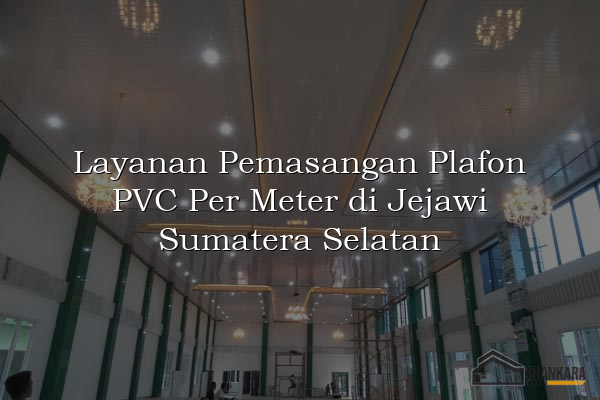 Layanan Pemasangan Plafon
PVC Per Meter di Jejawi
Sumatera Selatan